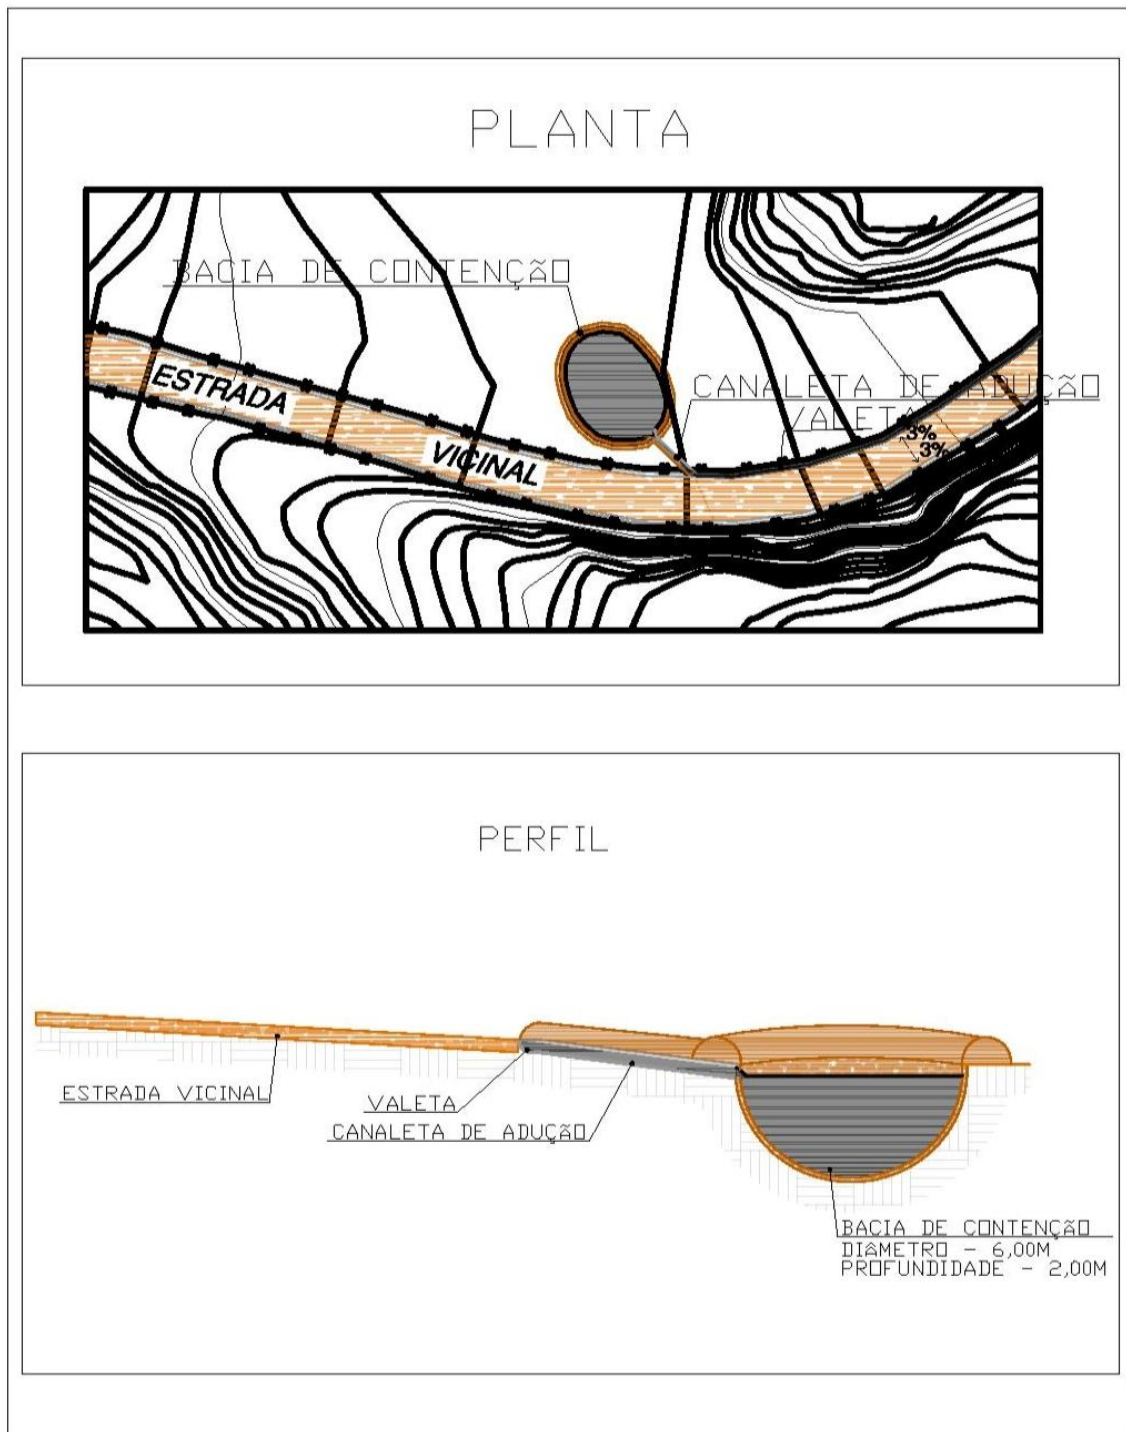 PLANTA
BACIA DE CONTENÇÃO
ESTRADA
VICINAL
CANALETA DE ADUÇÃO
VALETA
3%
3%
PERFIL
ESTRADA VICINAL
VALETA
CANALETA DE ADUÇÃO
BACIA DE CONTENÇÃO
DIÂMETRO - 6,00M
PROFUNDIDADE - 2,00M